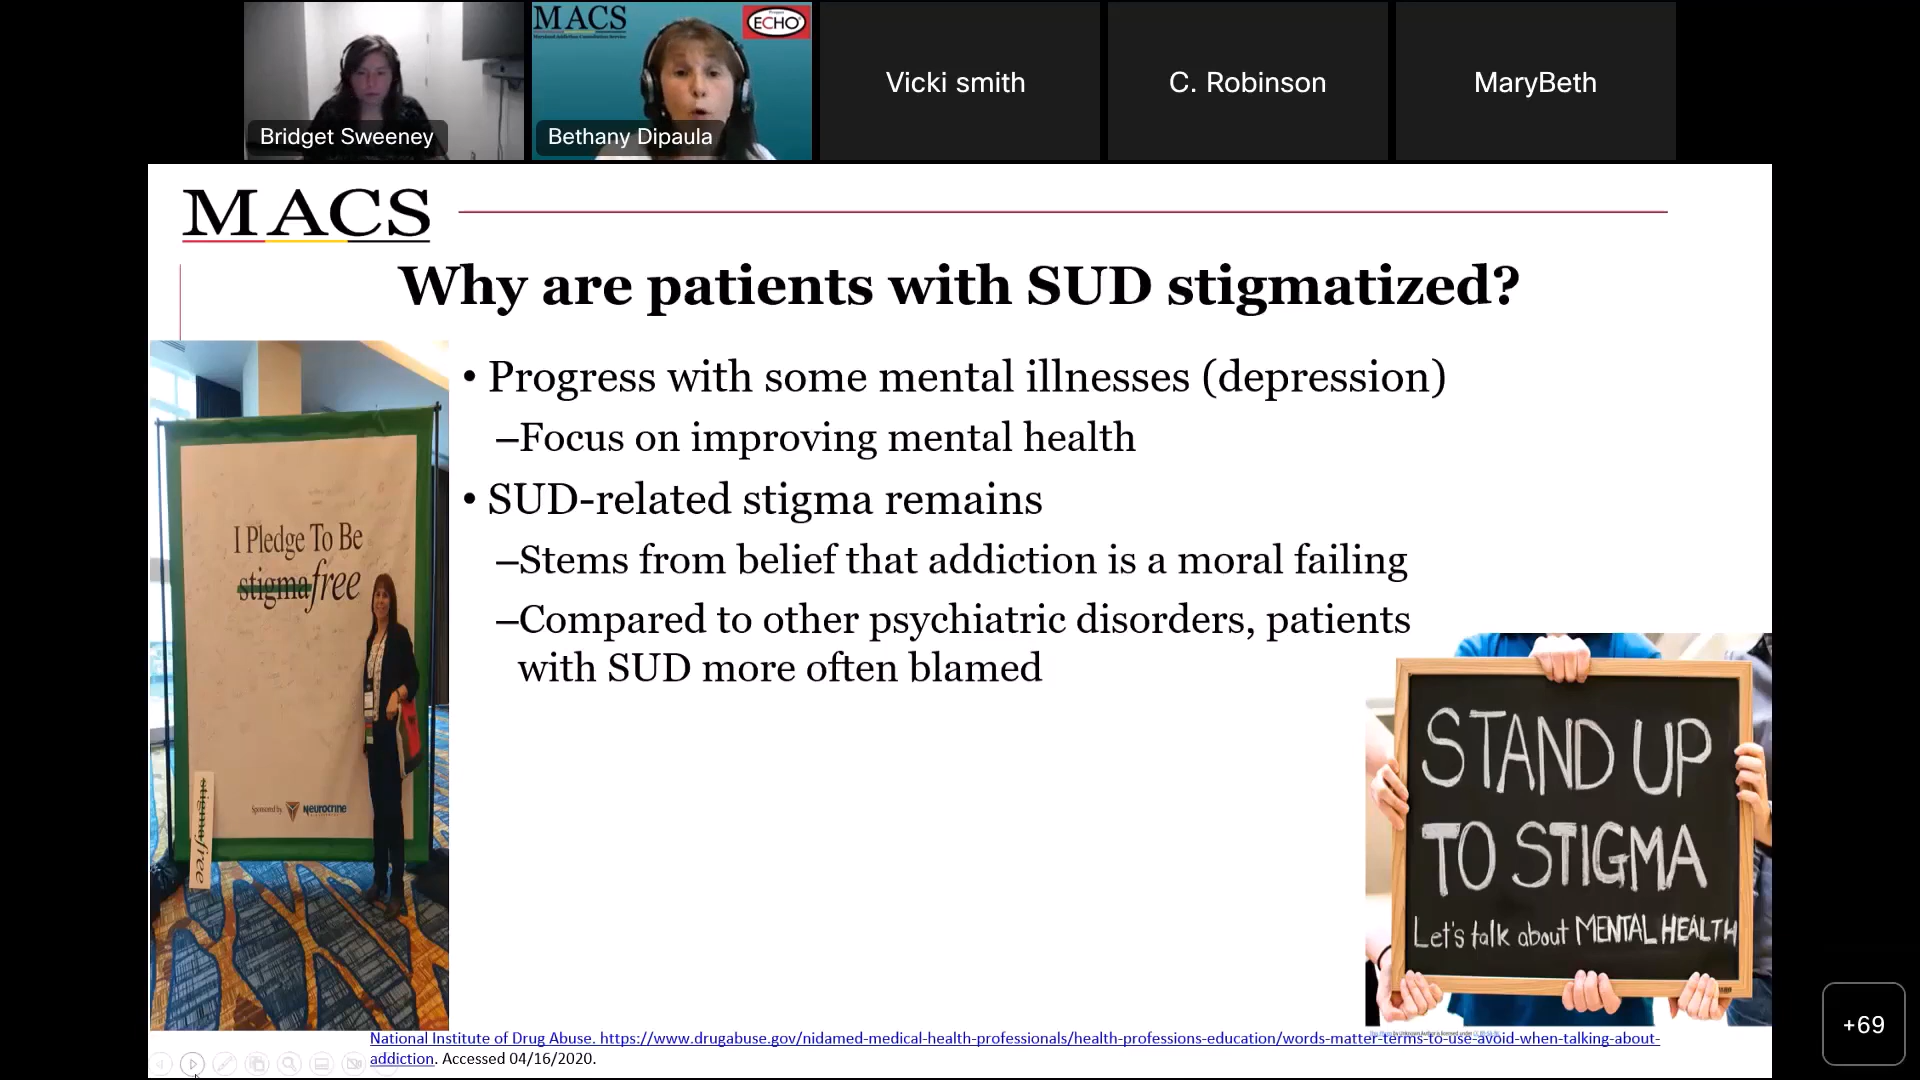 MACS
Project
ECHO
Maryland Addiction Consultation Service
Vicki smith
C. Robinson
MaryBeth
Bridget Sweeney
Bethany Dipaula
MACS
Why are patients with SUD stigmatized?
• Progress with some mental illnesses (depression)
–Focus on improving mental health
• SUD-related stigma remains
–Stems from belief that addiction is a moral failing
–Compared to other psychiatric disorders, patients
with SUD more often blamed
I Pledge To Be
stigmafree
Sponsored by NEUROCRINE
stigmafree
STAND UP
TO STIGMA
Let's talk about MENTAL HEALTH
National Institute of Drug Abuse. https://www.drugabuse.gov/nidamed-medical-health-professionals/health-professions-education/words-matter-terms-to-use-avoid-when-talking-about-
addiction. Accessed 04/16/2020.
+69